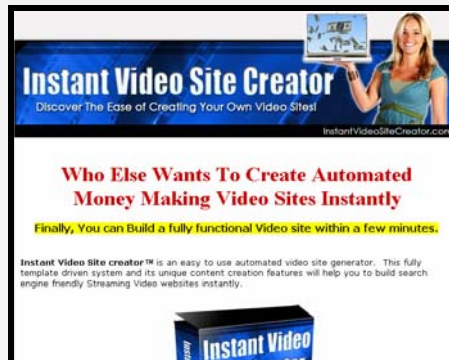 Instant Video Site Creator
Discover The Ease of Creating Your Own Video Sites!
InstantVideoSiteCreator.com
Who Else Wants To Create Automated
Money Making Video Sites Instantly
Finally, You can Build a fully functional Video site within a few minutes.
Instant Video Site creator™ is an easy to use automated video site generator. This fully
template driven system and its unique content creation features will help you to build search
engine friendly Streaming Video websites instantly.
Instant Video